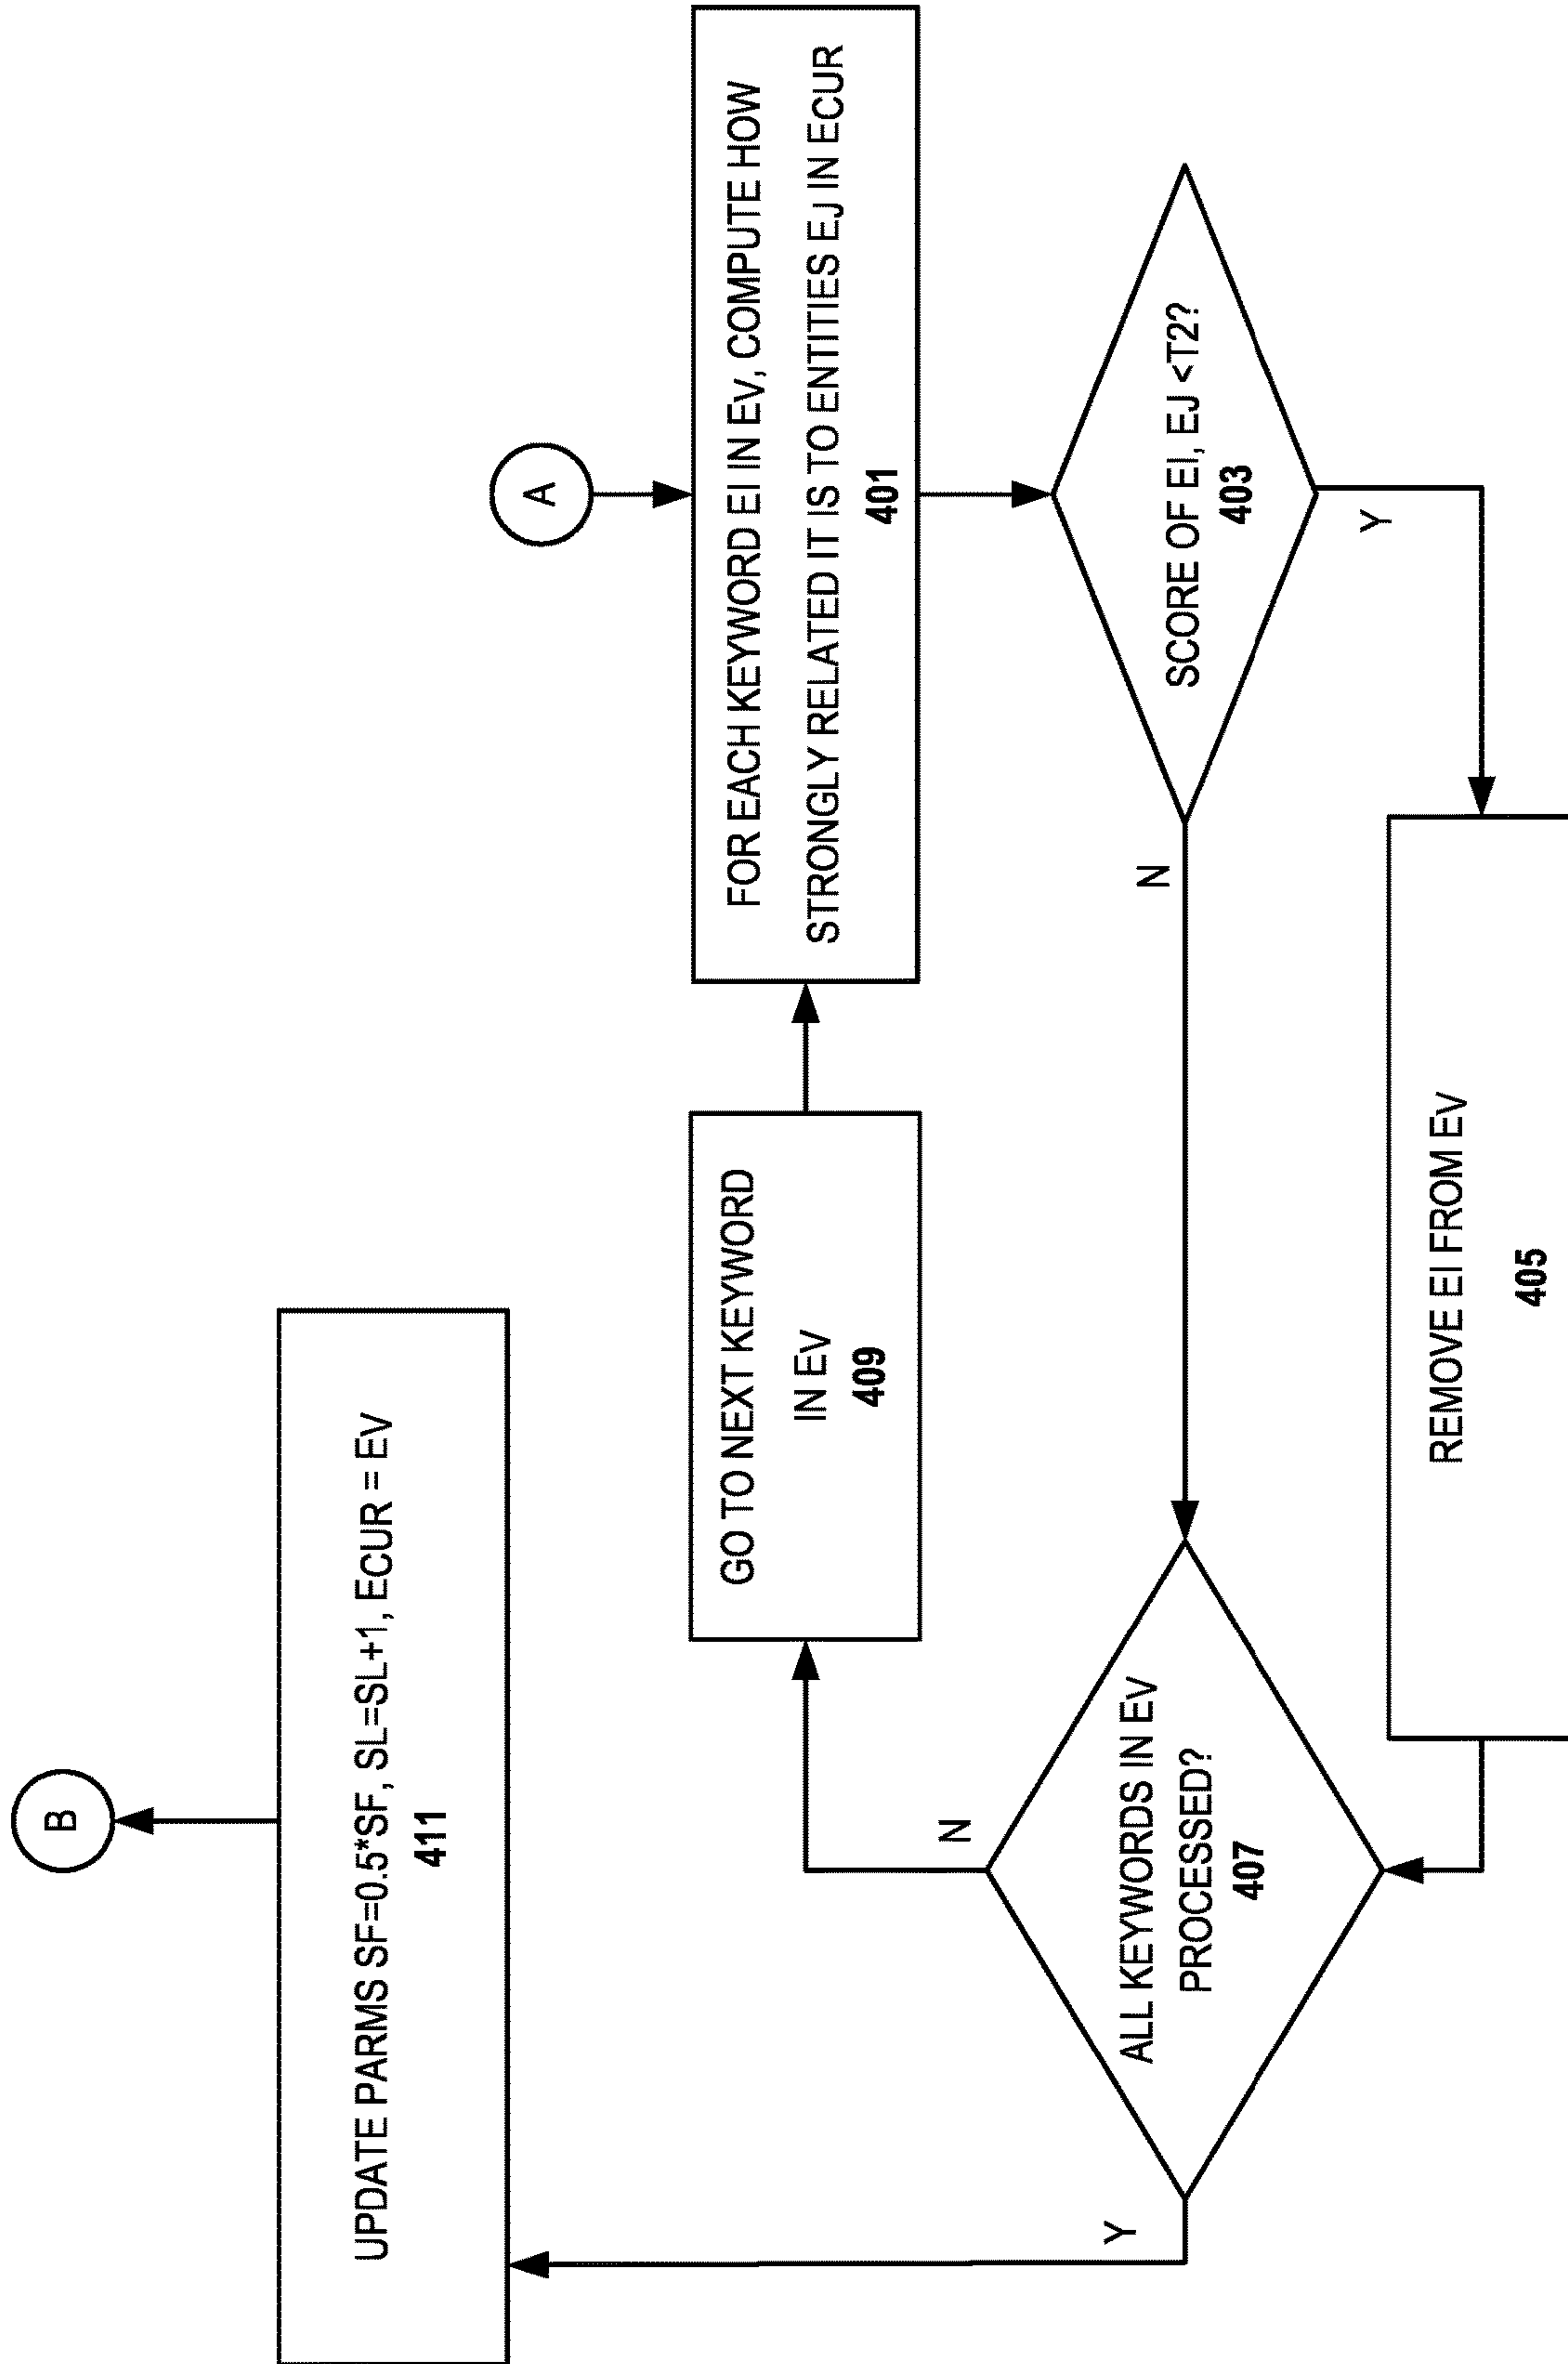 A
FOR EACH KEYWORD EI IN EV, COMPUTE HOW
STRONGLY RELATED IT IS TO ENTITIES EJ IN ECUR
401
SCORE OF EI, EJ <T2?
403
N
Y
REMOVE EI FROM EV
405
ALL KEYWORDS IN EV
PROCESSED?
407
N
Y
GO TO NEXT KEYWORD
IN EV
409
UPDATE PARMS SF=0.5*SF, SL=SL+1, ECUR = EV
411
B